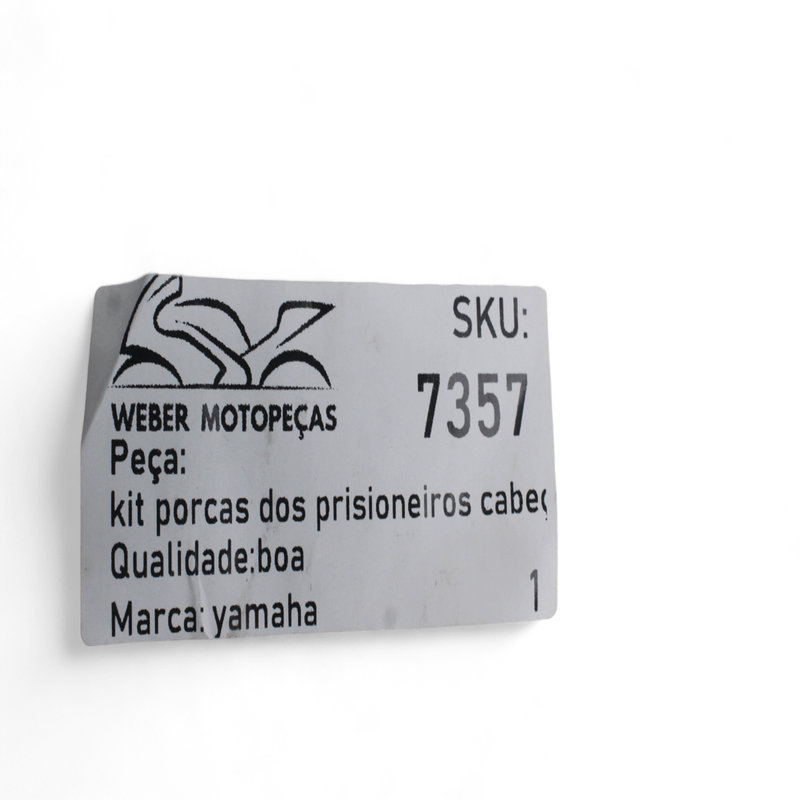 SKU:
7357
WEBER MOTOPEÇAS
Peça:
kit porcas dos prisioneiros cabeç
Qualidade:boa
Marca: yamaha
1